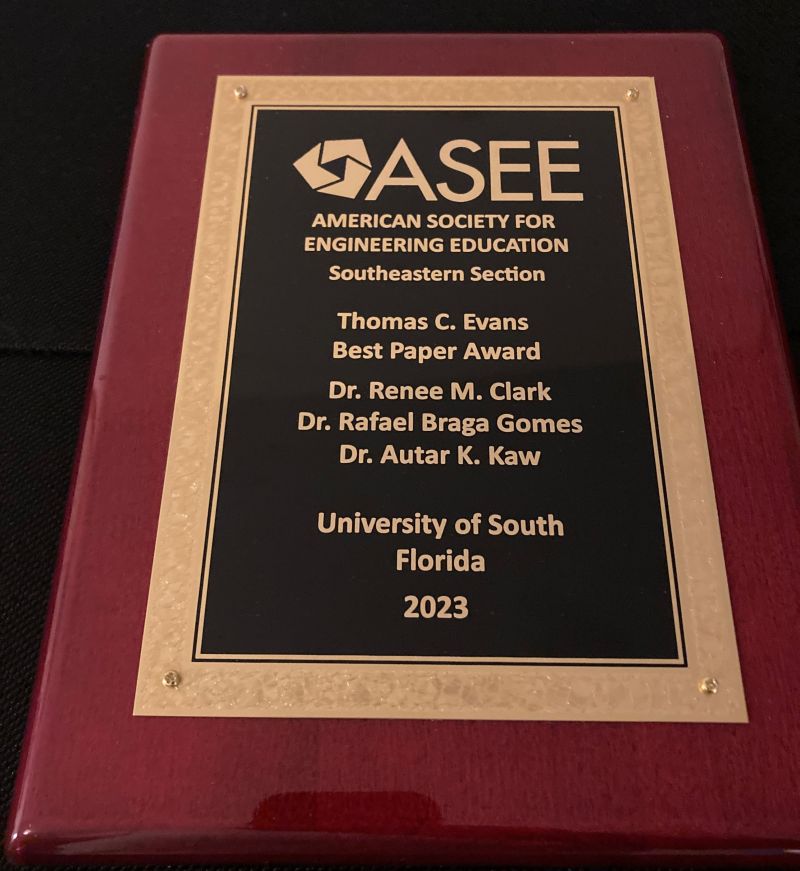 ASEE
AMERICAN SOCIETY FOR
ENGINEERING EDUCATION
Southeastern Section
Thomas C. Evans
Best Paper Award
Dr. Renee M. Clark
Dr. Rafael Braga Gomes
Dr. Autar K. Kaw
University of South
Florida
2023